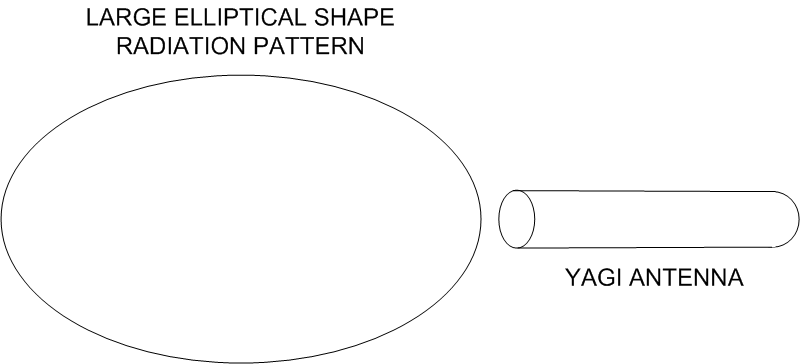 LARGE ELLIPTICAL SHAPE
RADIATION PATTERN
YAGI ANTENNA